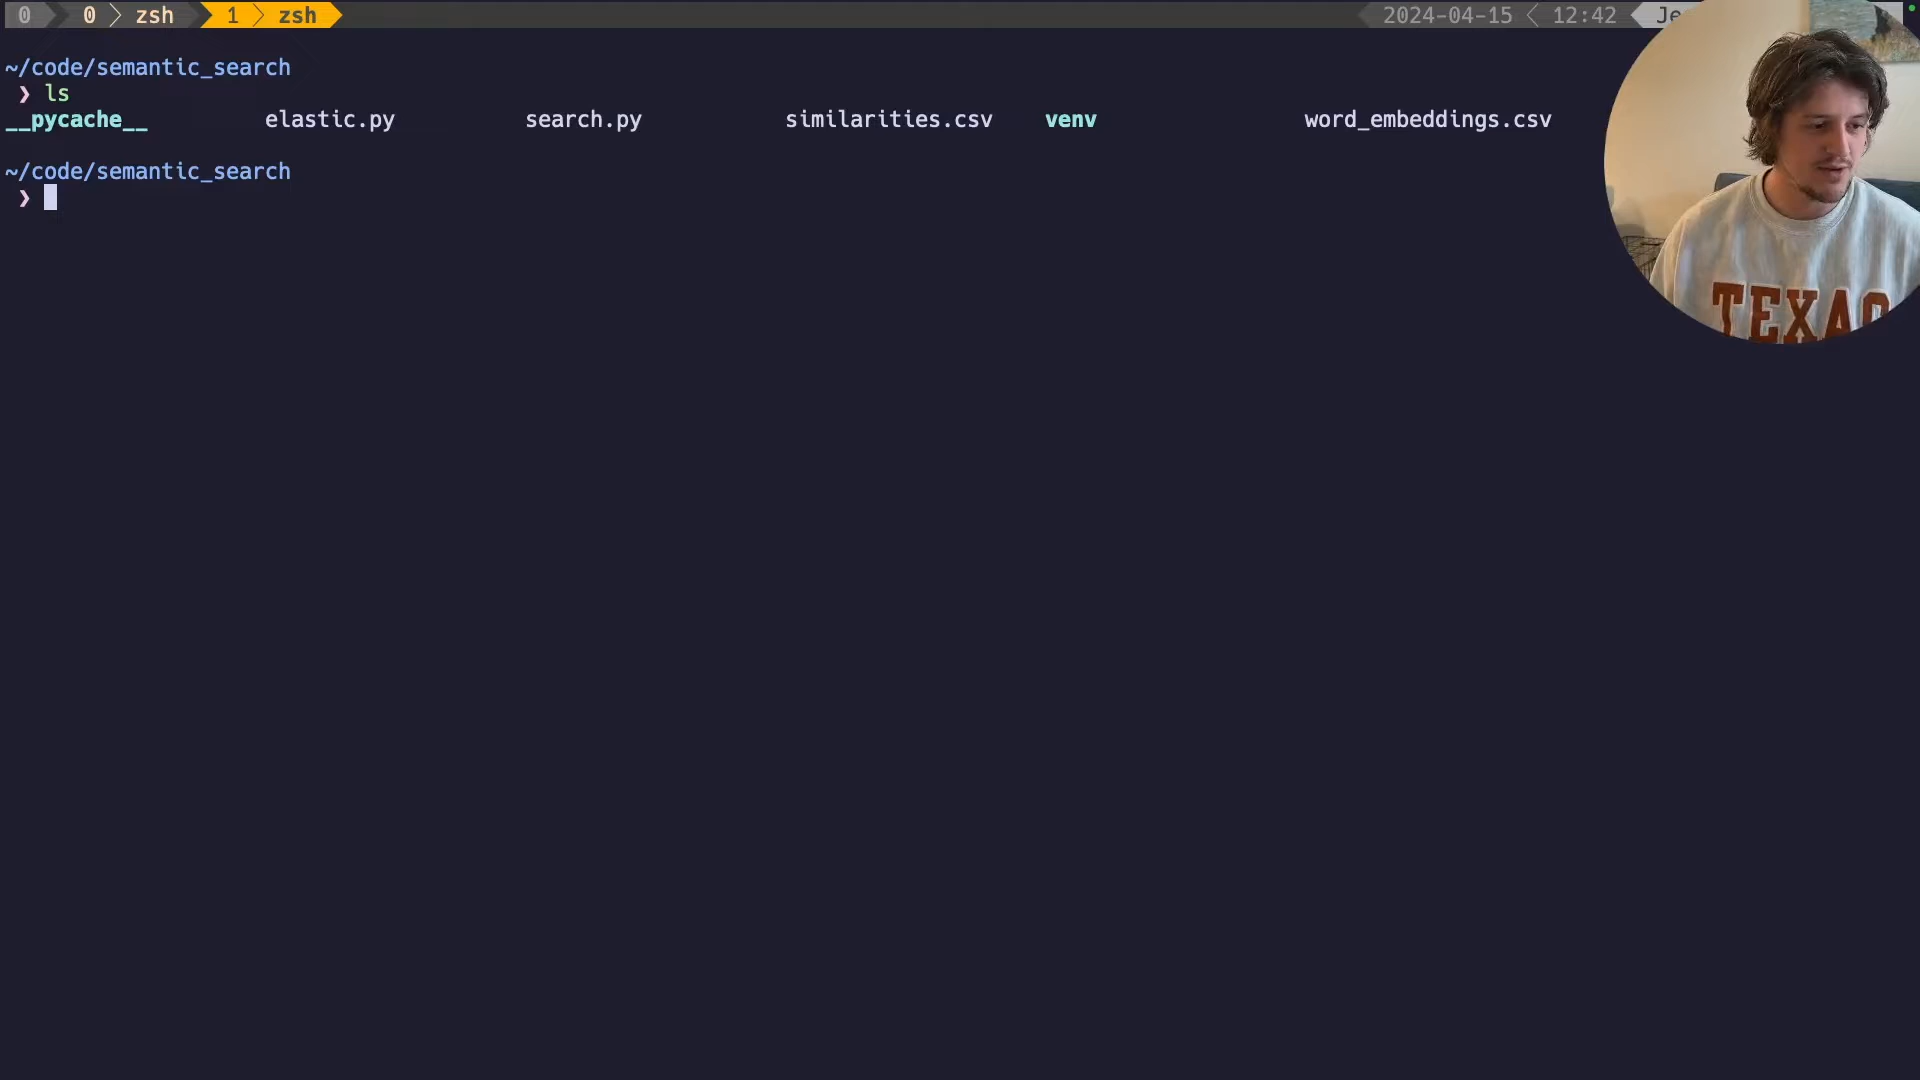 0 0 zsh 1 zsh 2024-04-15 12:42
~/code/semantic_search
❯ ls
__pycache__ elastic.py search.py similarities.csv venv word_embeddings.csv
~/code/semantic_search
❯
TEXAS